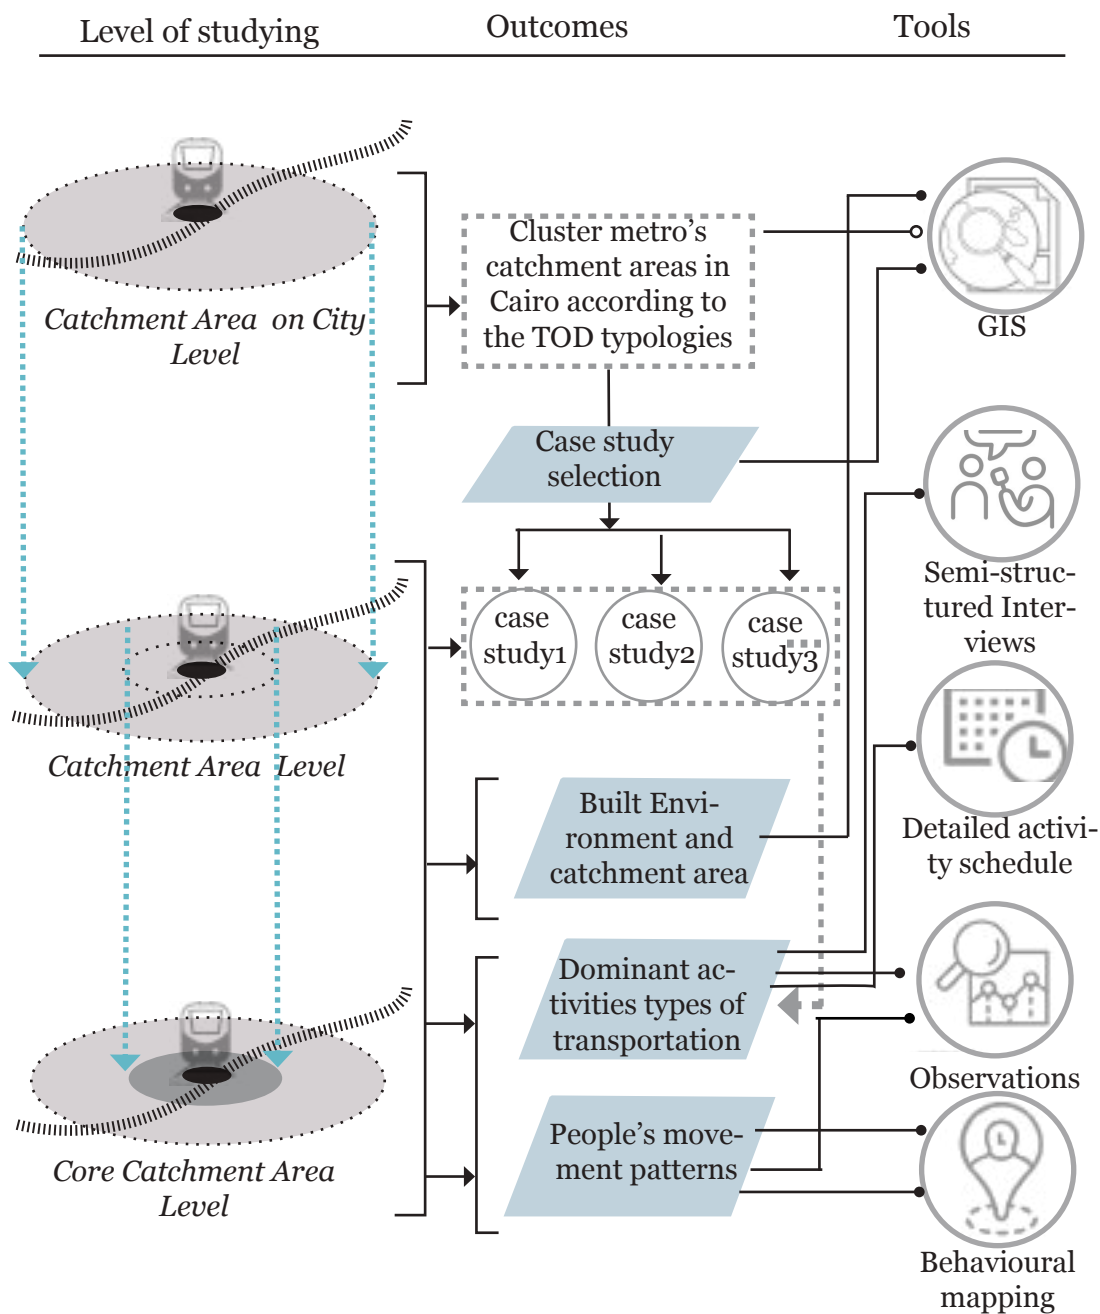 Level of studying
Outcomes
Tools
Catchment Area on City
Level
Cluster metro's
catchment areas in
Cairo according to
the TOD typologies
GIS
Case study
selection
Semi-struc-
tured Inter-
views
case
study1
case
study2
case
study3
Catchment Area Level
Built Envi-
ronment and
catchment area
Detailed activi-
ty schedule
Dominant ac-
tivities types of
transportation
Observations
People's move-
ment patterns
Core Catchment Area
Level
Behavioural
mapping